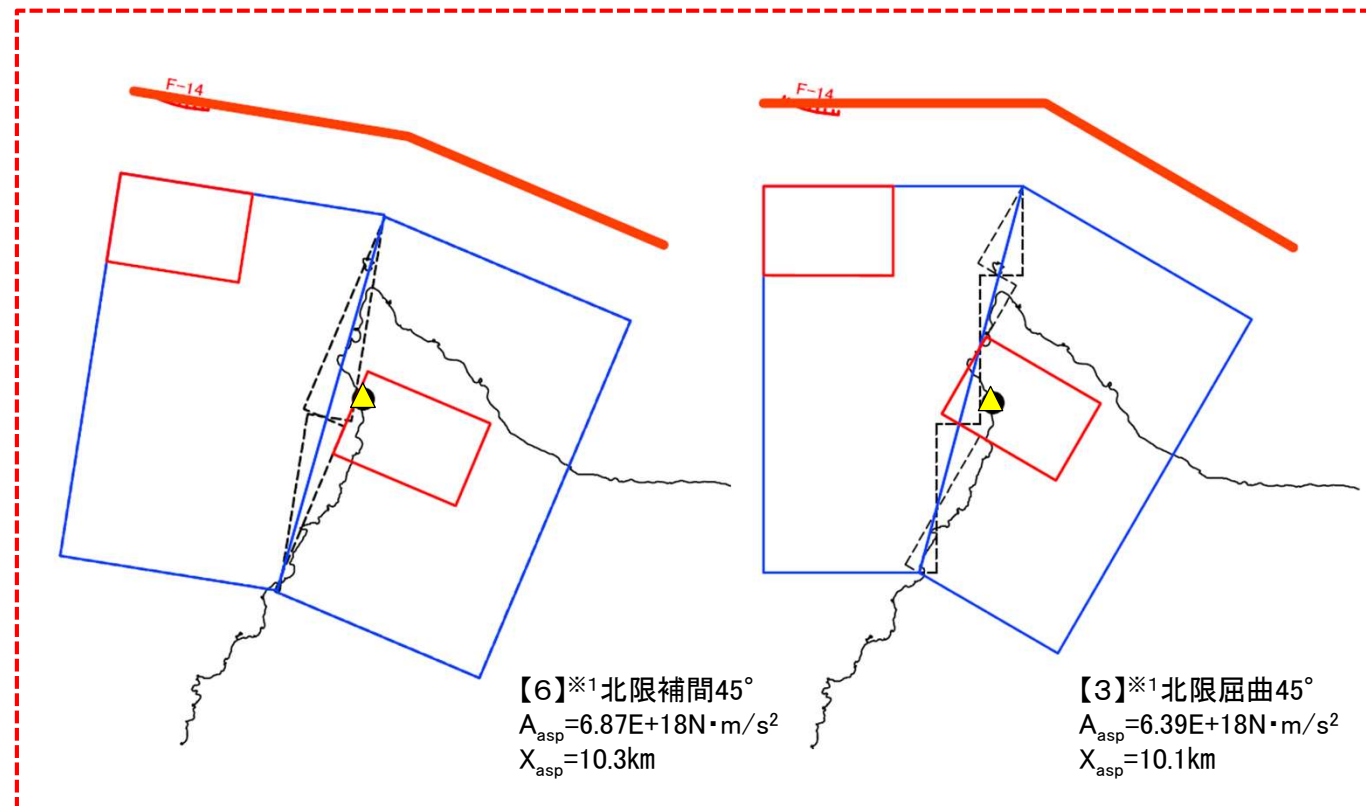 F-14
F-14
【6】※1北限補間45°
Aasp=6.87E+18N・m/s²
Xasp=10.3km
【3】※1北限屈曲45°
Aasp=6.39E+18N・m/s²
Xasp=10.1km